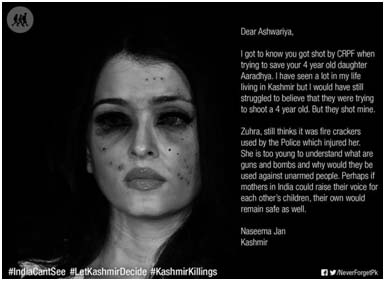 Dear Ashwariya,
I got to know you got shot by CRPF when
trying to save your 4 year old daughter
Aaradhya. I have seen a lot in my life
living in Kashmir but I would have still
struggled to believe that they were trying
to shoot a 4 year old. But they shot mine.
Zuhra, still thinks it was fire crackers
used by the Police which injured her.
She is too young to understand what are
guns and bombs and why would they be
used against unarmed people. Perhaps if
mothers in India could raise their voice for
each other's children, their own would
remain safe as well.
Naseema Jan
Kashmir
#IndiaCantSee #LetKashmirDecide #KashmirKillings
/NeverForgetPk